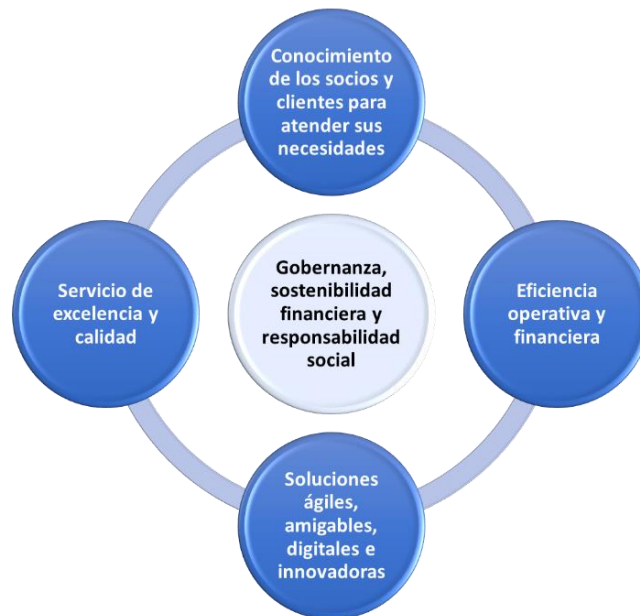 Conocimiento
de los socios y
clientes para
atender sus
necesidades
Servicio de
excelencia y
calidad
Gobernanza,
sostenibilidad
financiera y
responsabilidad
social
Eficiencia
operativa y
financiera
Soluciones
ágiles,
amigables,
digitales e
innovadoras